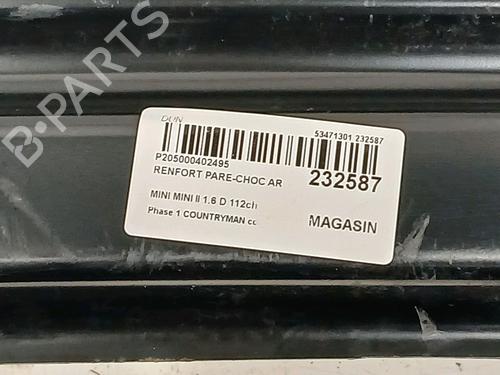 B-PARTS
DUN
53471301 232587
P205000402495
RENFORT PARE-CHOC AR
232587
MINI MINI II 1.6 D 112ch
Phase 1 COUNTRYMAN
MAGASIN